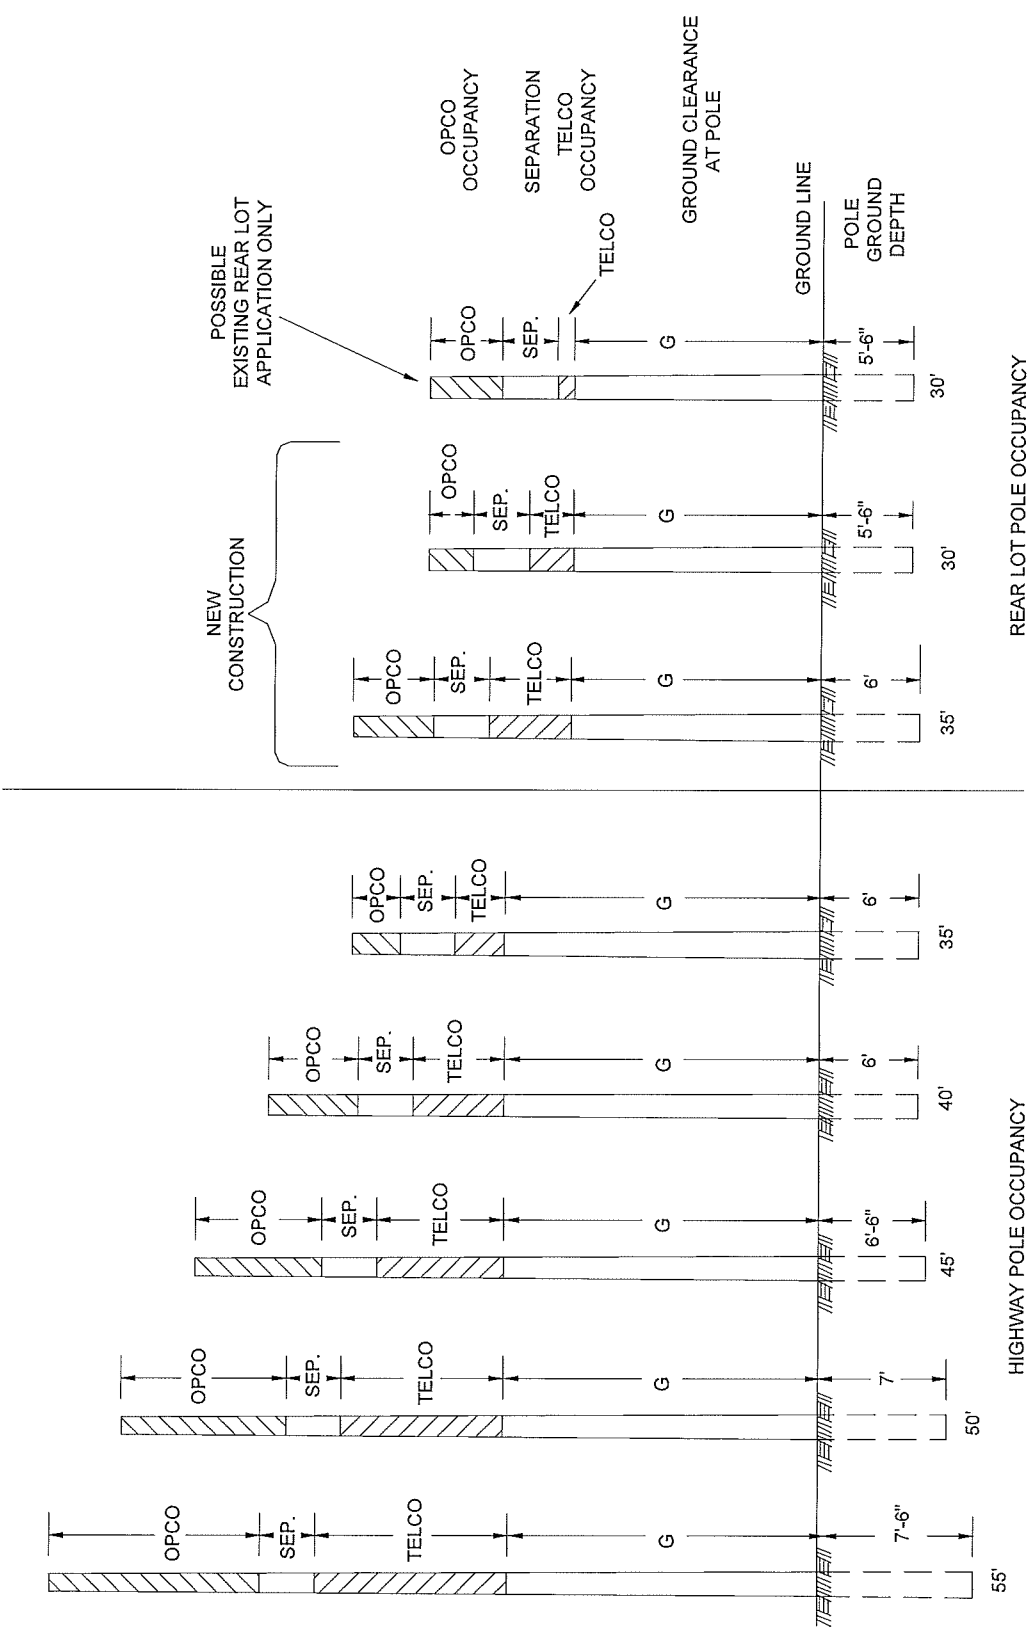 OPCO
SEP.
TELCO
G
7'-6"
55'
OPCO
SEP.
TELCO
G
7'
50'
OPCO
SEP.
TELCO
G
6'-6"
45'
OPCO
SEP.
TELCO
G
6'
40'
OPCO
SEP.
TELCO
G
6'
35'
HIGHWAY POLE OCCUPANCY
NEW
CONSTRUCTION
OPCO
SEP.
TELCO
G
6'
35'
OPCO
SEP.
TELCO
G
5'-6"
30'
POSSIBLE
EXISTING REAR LOT
APPLICATION ONLY
OPCO
SEP.
TELCO
G
5'-6"
30'
REAR LOT POLE OCCUPANCY
OPCO
OCCUPANCY
SEPARATION
TELCO
OCCUPANCY
GROUND CLEARANCE
AT POLE
GROUND LINE
POLE
GROUND
DEPTH